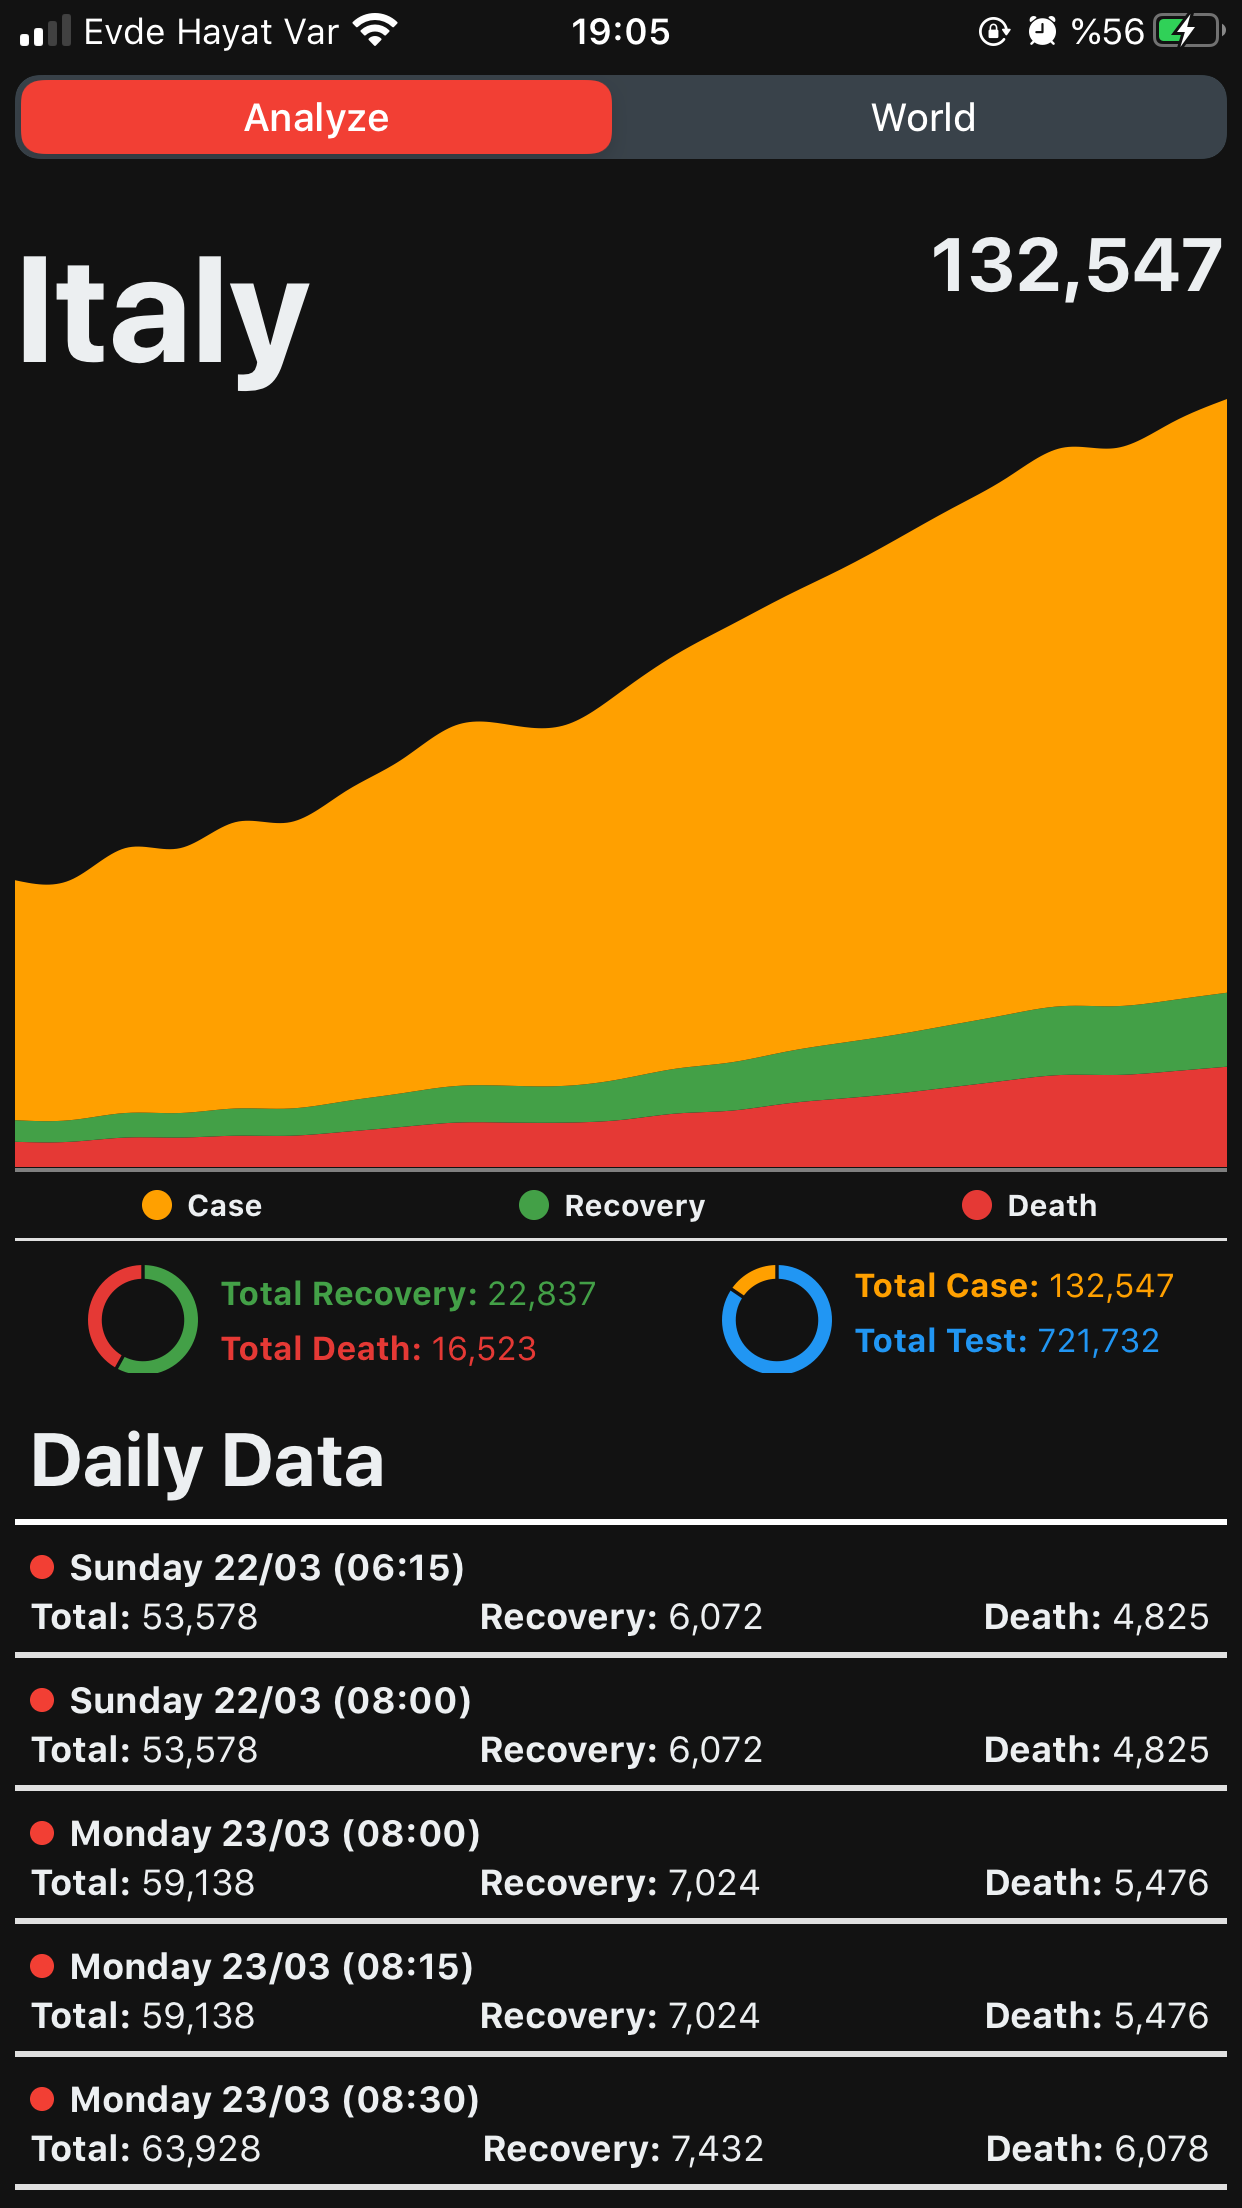 Evde Hayat Var 19:05 %56
Analyze World
Italy 132,547
Case Recovery Death
Total Recovery: 22,837
Total Death: 16,523
Total Case: 132,547
Total Test: 721,732
Daily Data
Sunday 22/03 (06:15)
Total: 53,578 Recovery: 6,072 Death: 4,825
Sunday 22/03 (08:00)
Total: 53,578 Recovery: 6,072 Death: 4,825
Monday 23/03 (08:00)
Total: 59,138 Recovery: 7,024 Death: 5,476
Monday 23/03 (08:15)
Total: 59,138 Recovery: 7,024 Death: 5,476
Monday 23/03 (08:30)
Total: 63,928 Recovery: 7,432 Death: 6,078